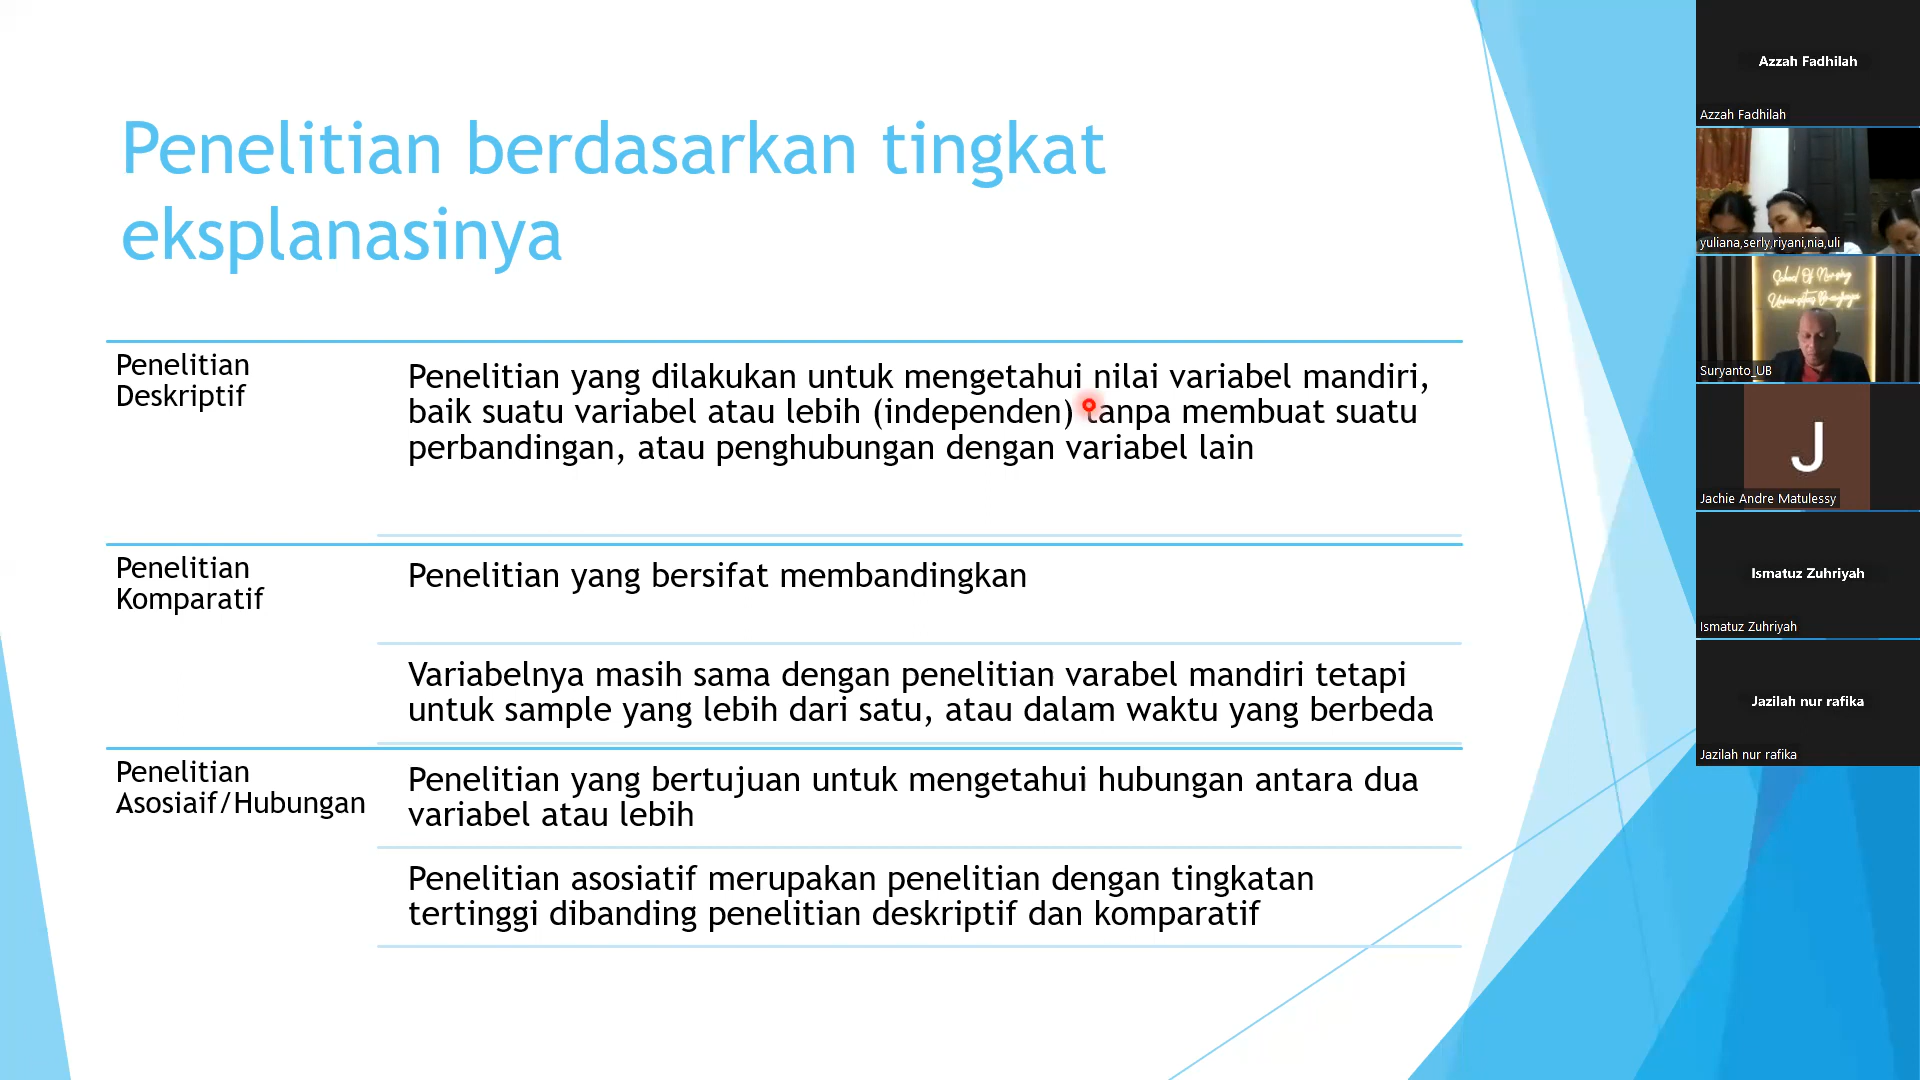 Penelitian berdasarkan tingkat
eksplanasinya
Penelitian
Deskriptif
Penelitian yang dilakukan untuk mengetahui nilai variabel mandiri,
baik suatu variabel atau lebih (independen) tanpa membuat suatu
perbandingan, atau penghubungan dengan variabel lain
Penelitian
Komparatif
Penelitian yang bersifat membandingkan
Variabelnya masih sama dengan penelitian varabel mandiri tetapi
untuk sample yang lebih dari satu, atau dalam waktu yang berbeda
Penelitian
Asosiaif/Hubungan
Penelitian yang bertujuan untuk mengetahui hubungan antara dua
variabel atau lebih
Penelitian asosiatif merupakan penelitian dengan tingkatan
tertinggi dibanding penelitian deskriptif dan komparatif
Azzah Fadhilah
Azzah Fadhilah
yuliana,serly,riyani,nia,uli
School Of Nursing
Universitas Bhayangkara
Suryanto_UB
J
Jachie Andre Matulessy
Ismatuz Zuhriyah
Ismatuz Zuhriyah
Jazilah nur rafika
Jazilah nur rafika